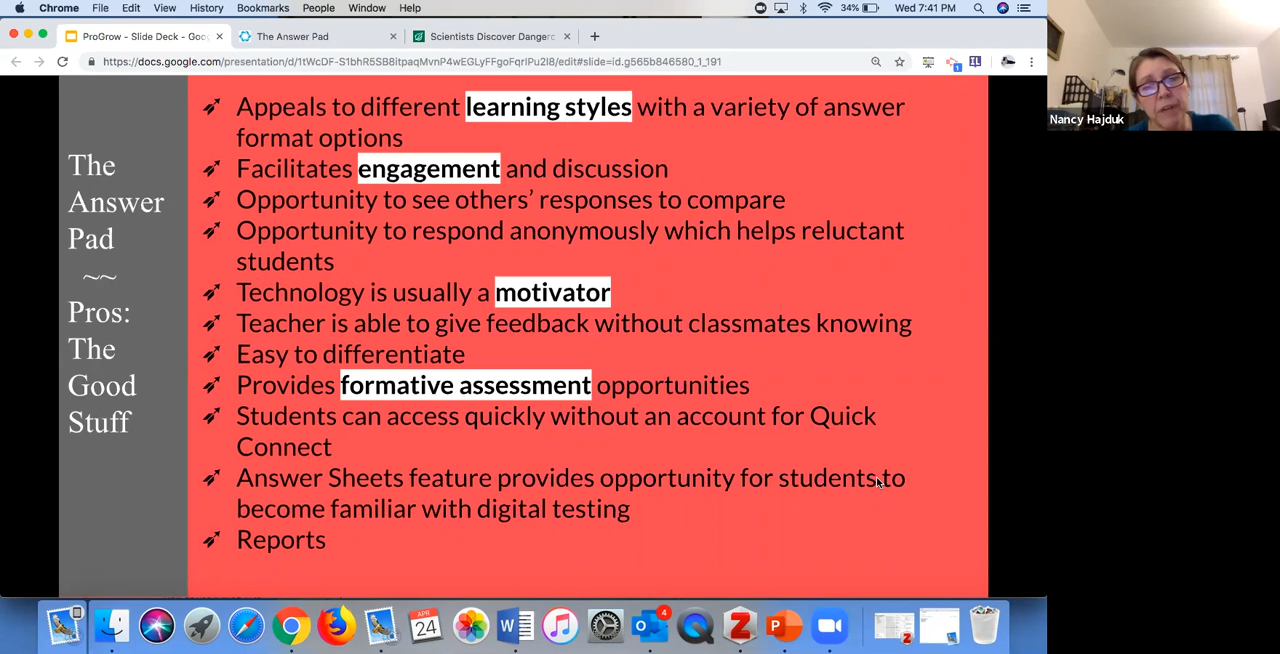 Chrome File Edit View History Bookmarks People Window Help 34% Wed 7:41 PM
ProGrow - Slide Deck - Goo The Answer Pad Scientists Discover Danger
https://docs.google.com/presentation/d/1tWcDF-S1bhR5SB8itpaqMvnP4wEGLyFFgoFqrlPu2l8/edit#slide=id.g565b846580_1_191
1 IL
Nancy Hajduk
The
Answer
Pad
~~
Pros:
The
Good
Stuff
Appeals to different learning styles with a variety of answer
format options
Facilitates engagement and discussion
Opportunity to see others’ responses to compare
Opportunity to respond anonymously which helps reluctant
students
Technology is usually a motivator
Teacher is able to give feedback without classmates knowing
Easy to differentiate
Provides formative assessment opportunities
Students can access quickly without an account for Quick
Connect
Answer Sheets feature provides opportunity for students to
become familiar with digital testing
Reports
APR
24
W
O
4
Z
P